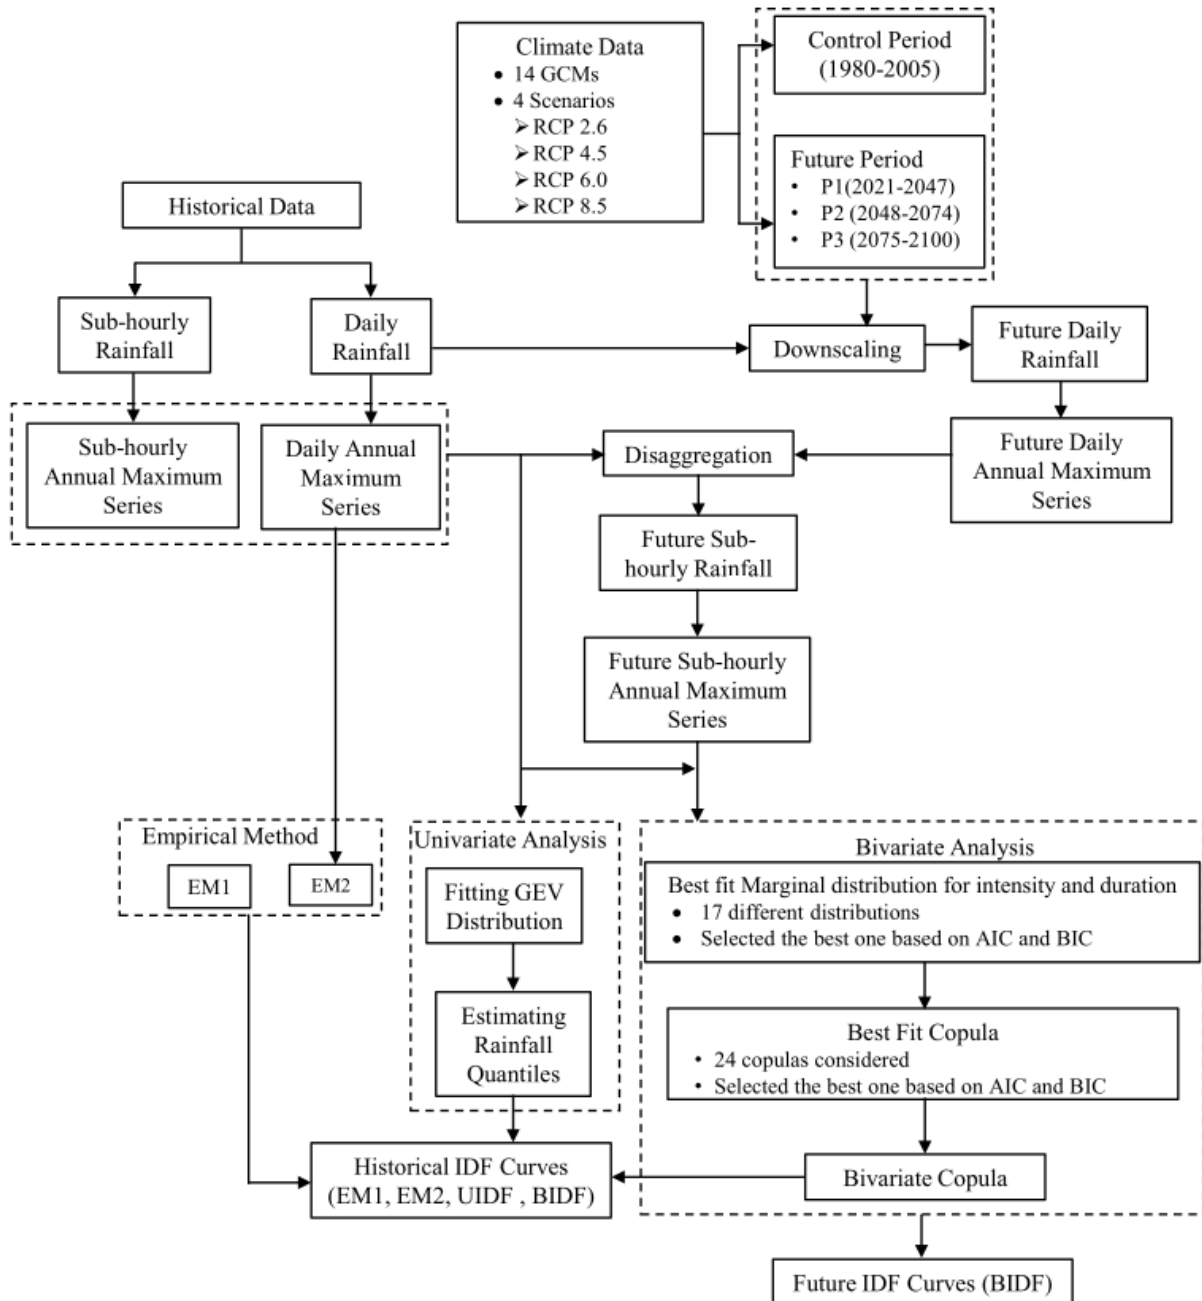 Climate Data
• 14 GCMs
• 4 Scenarios
➢ RCP 2.6
➢ RCP 4.5
➢ RCP 6.0
➢ RCP 8.5
Control Period
(1980-2005)
Future Period
• P1(2021-2047)
• P2 (2048-2074)
• P3 (2075-2100)
Historical Data
Sub-hourly
Rainfall
Daily
Rainfall
Downscaling
Future Daily
Rainfall
Sub-hourly
Annual Maximum
Series
Daily Annual
Maximum
Series
Disaggregation
Future Daily
Annual Maximum
Series
Future Sub-
hourly Rainfall
Future Sub-hourly
Annual Maximum
Series
Empirical Method
EM1
EM2
Univariate Analysis
Fitting GEV
Distribution
Estimating
Rainfall
Quantiles
Bivariate Analysis
Best fit Marginal distribution for intensity and duration
• 17 different distributions
• Selected the best one based on AIC and BIC
Best Fit Copula
• 24 copulas considered
• Selected the best one based on AIC and BIC
Bivariate Copula
Historical IDF Curves
(EM1, EM2, UIDF , BIDF)
Future IDF Curves (BIDF)